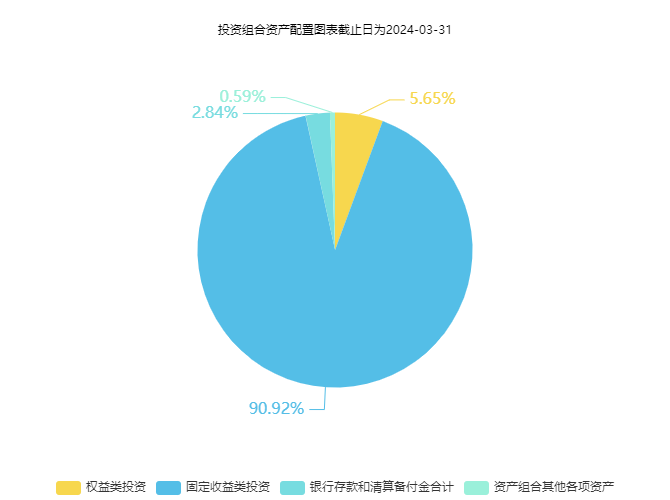 投资组合资产配置图表截止日为2024-03-31
0.59%
5.65%
2.84%
90.92%
权益类投资 固定收益类投资 银行存款和清算备付金合计 资产组合其他各项资产